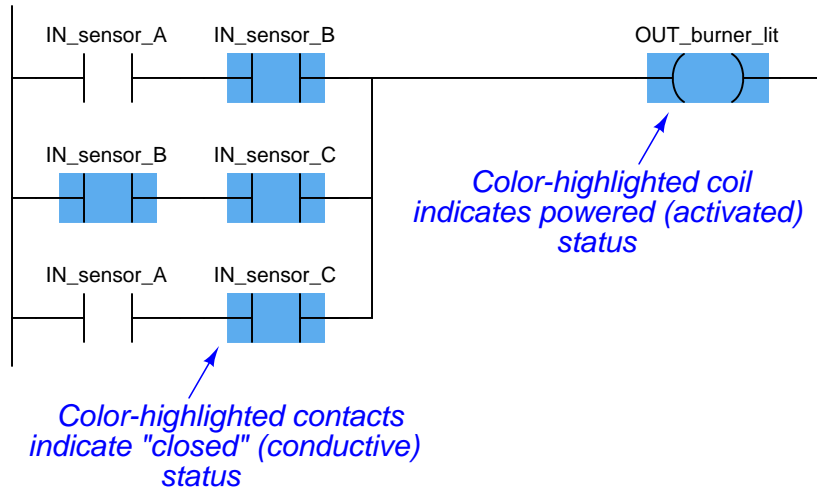 IN_sensor_A IN_sensor_B OUT_burner_lit
IN_sensor_B IN_sensor_C
Color-highlighted coil
indicates powered (activated)
status
IN_sensor_A IN_sensor_C
Color-highlighted contacts
indicate "closed" (conductive)
status